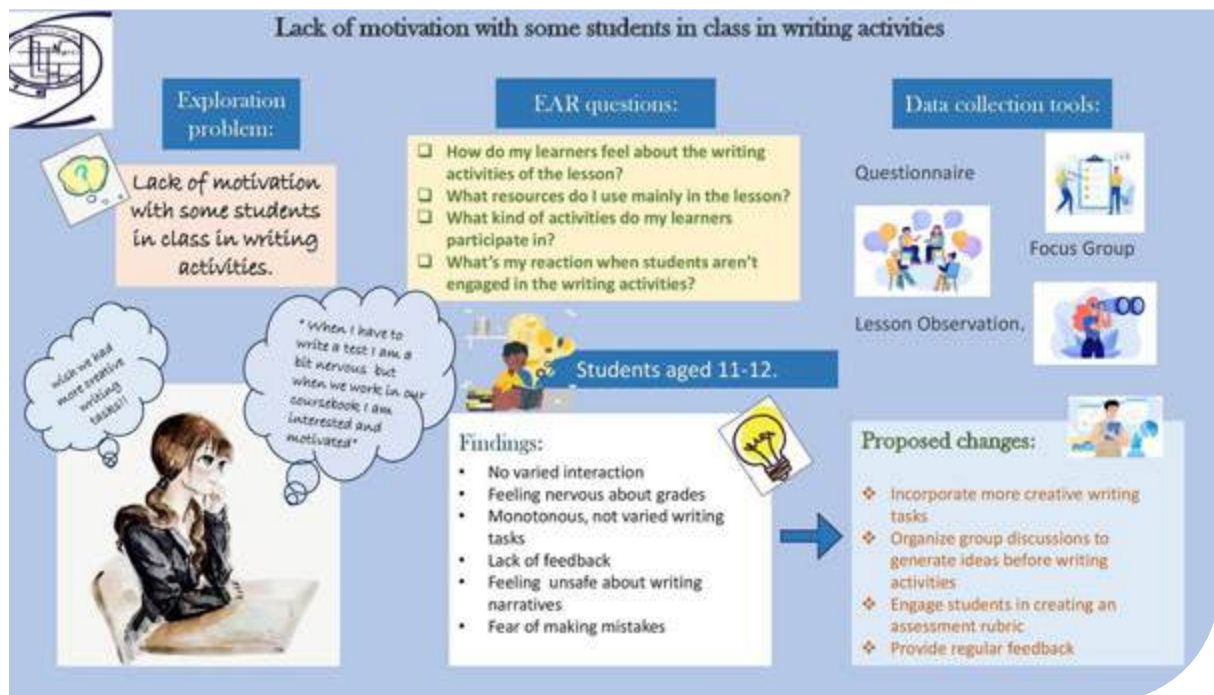 Lack of motivation with some students in class in writing activities
Exploration
problem:
Lack of motivation
with some students
in class in writing
activities.
wish we had
more creative
writing
tasks!!
" When I have to
write a test I am a
bit nervous but
when we work in our
coursebook I am
interested and
motivated"
EAR questions:
How do my learners feel about the writing
activities of the lesson?
What resources do I use mainly in the lesson?
What kind of activities do my learners
participate in?
What's my reaction when students aren't
engaged in the writing activities?
Students aged 11-12.
Findings:
• No varied interaction
• Feeling nervous about grades
• Monotonous, not varied writing
tasks
• Lack of feedback
• Feeling unsafe about writing
narratives
• Fear of making mistakes
Data collection tools:
Questionnaire
Focus Group
Lesson Observation.
Proposed changes:
❖ Incorporate more creative writing
tasks
❖ Organize group discussions to
generate ideas before writing
activities
❖ Engage students in creating an
assessment rubric
❖ Provide regular feedback